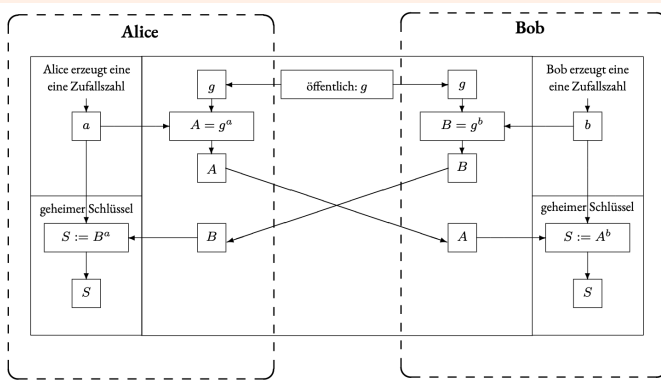 Alice
Bob
Alice erzeugt eine
eine Zufallszahl
Bob erzeugt eine
eine Zufallszahl
g
öffentlich: g
g
a
A = g^a
B = g^b
b
A
B
geheimer Schlüssel
geheimer Schlüssel
S := B^a
B
A
S := A^b
S
S